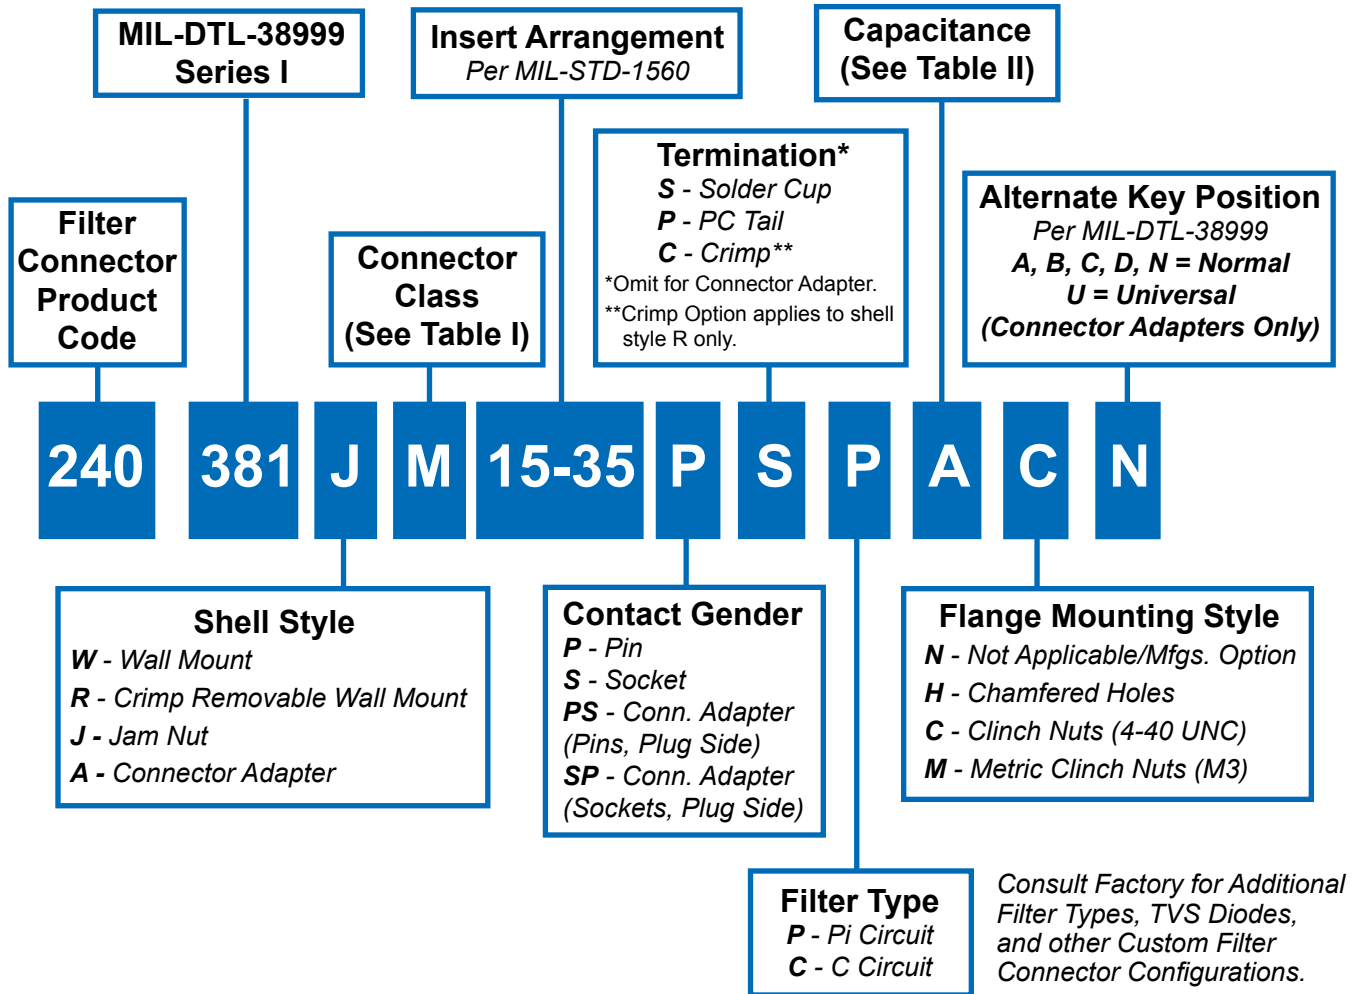 MIL-DTL-38999
Series I
Insert Arrangement
Per MIL-STD-1560
Capacitance
(See Table II)
Filter
Connector
Product
Code
Connector
Class
(See Table I)
Termination*
S - Solder Cup
P - PC Tail
C - Crimp**
*Omit for Connector Adapter.
**Crimp Option applies to shell
style R only.
Alternate Key Position
Per MIL-DTL-38999
A, B, C, D, N = Normal
U = Universal
(Connector Adapters Only)
240 381 J M 15-35 P S P A C N
Shell Style
W - Wall Mount
R - Crimp Removable Wall Mount
J - Jam Nut
A - Connector Adapter
Contact Gender
P - Pin
S - Socket
PS - Conn. Adapter
(Pins, Plug Side)
SP - Conn. Adapter
(Sockets, Plug Side)
Flange Mounting Style
N - Not Applicable/Mfgs. Option
H - Chamfered Holes
C - Clinch Nuts (4-40 UNC)
M - Metric Clinch Nuts (M3)
Filter Type
P - Pi Circuit
C - C Circuit
Consult Factory for Additional
Filter Types, TVS Diodes,
and other Custom Filter
Connector Configurations.